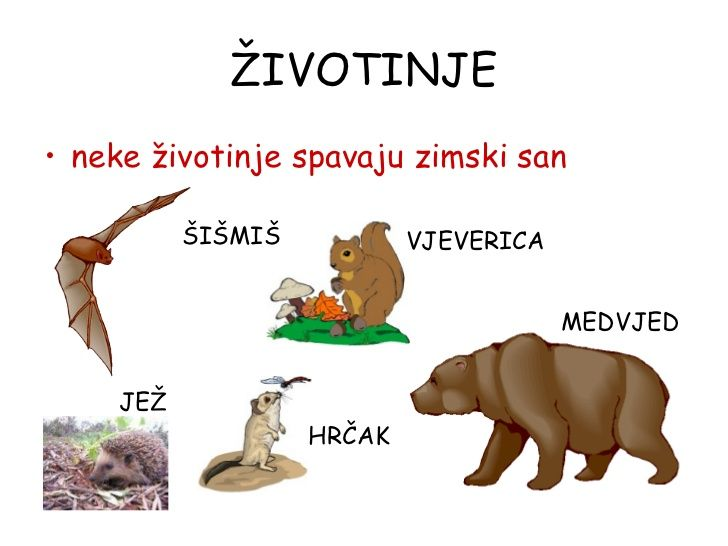 ŽIVOTINJE
• neke životinje spavaju zimski san
ŠIŠMIŠ
VJEVERICA
MEDVJED
JEŽ
HRČAK